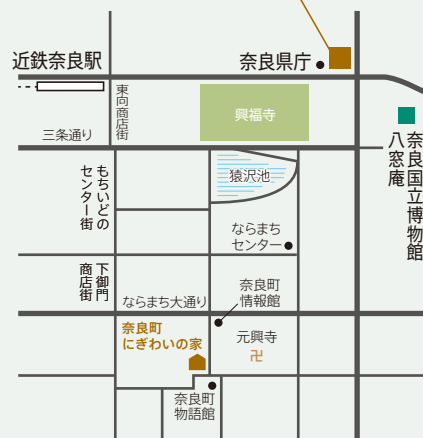 近鉄奈良駅
奈良県庁
東向商店街
興福寺
三条通り
奈良国立博物館
八窓庵
もちいどの
センター街
猿沢池
ならまち
センター
下御門
商店街
ならまち大通り
奈良町
情報館
奈良町
にぎわいの家
元興寺
卍
奈良町
物語館